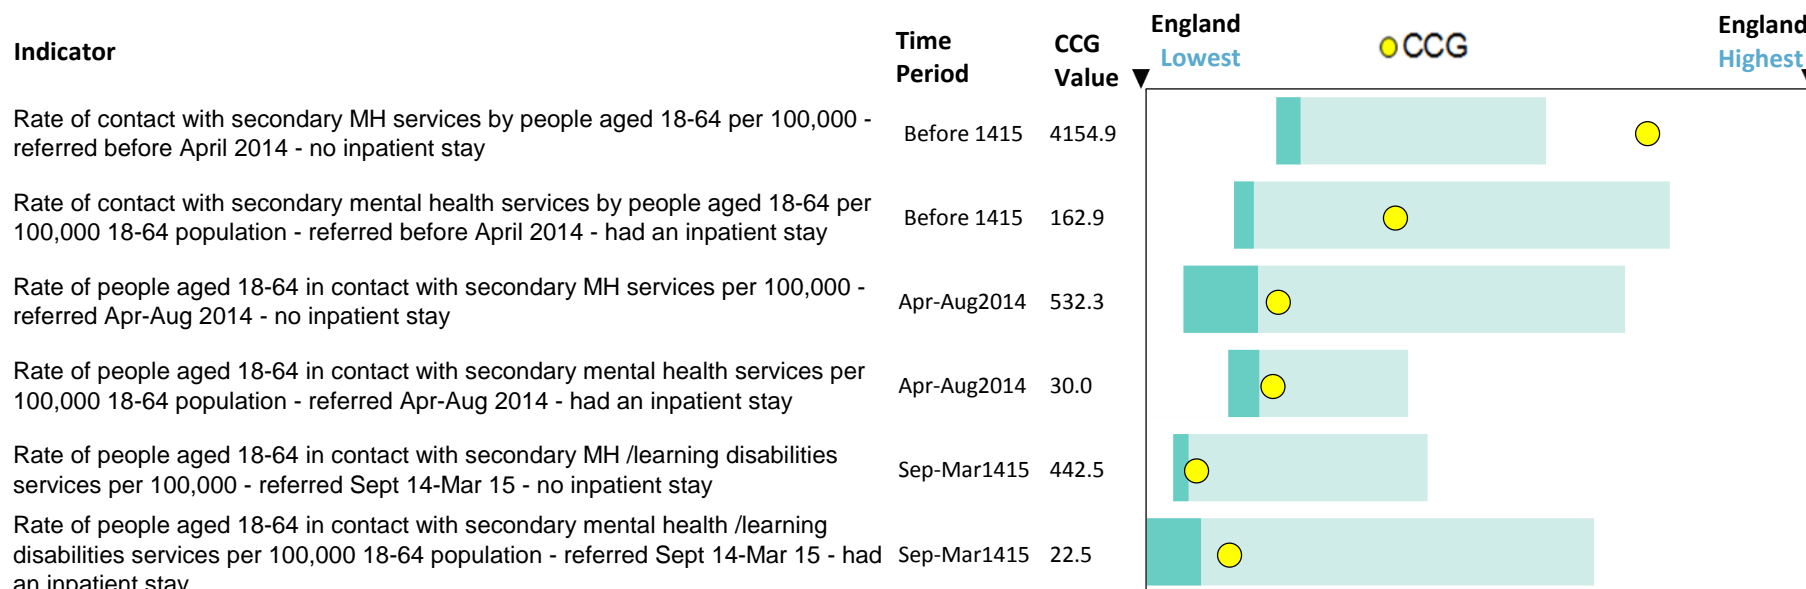 Indicator
Time
Period
CCG
Value
England
Lowest
CCG
England
Highest
Rate of contact with secondary MH services by people aged 18-64 per 100,000 -
referred before April 2014 - no inpatient stay
Before 1415
4154.9
Rate of contact with secondary mental health services by people aged 18-64 per
100,000 18-64 population - referred before April 2014 - had an inpatient stay
Before 1415
162.9
Rate of people aged 18-64 in contact with secondary MH services per 100,000 -
referred Apr-Aug 2014 - no inpatient stay
Apr-Aug2014
532.3
Rate of people aged 18-64 in contact with secondary mental health services per
100,000 18-64 population - referred Apr-Aug 2014 - had an inpatient stay
Apr-Aug2014
30.0
Rate of people aged 18-64 in contact with secondary MH /learning disabilities
services per 100,000 - referred Sept 14-Mar 15 - no inpatient stay
Sep-Mar1415
442.5
Rate of people aged 18-64 in contact with secondary mental health /learning
disabilities services per 100,000 18-64 population - referred Sept 14-Mar 15 - had
an inpatient stay
Sep-Mar1415
22.5